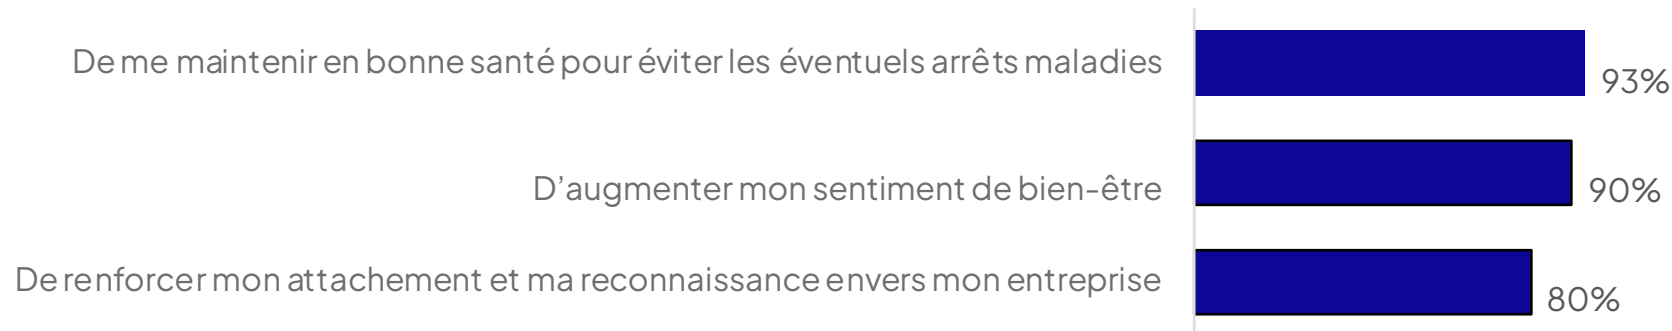 De me maintenir en bonne santé pour éviter les éventuels arrêts maladies
93%
D’augmenter mon sentiment de bien-être
90%
De renforcer mon attachement et ma reconnaissance envers mon entreprise
80%